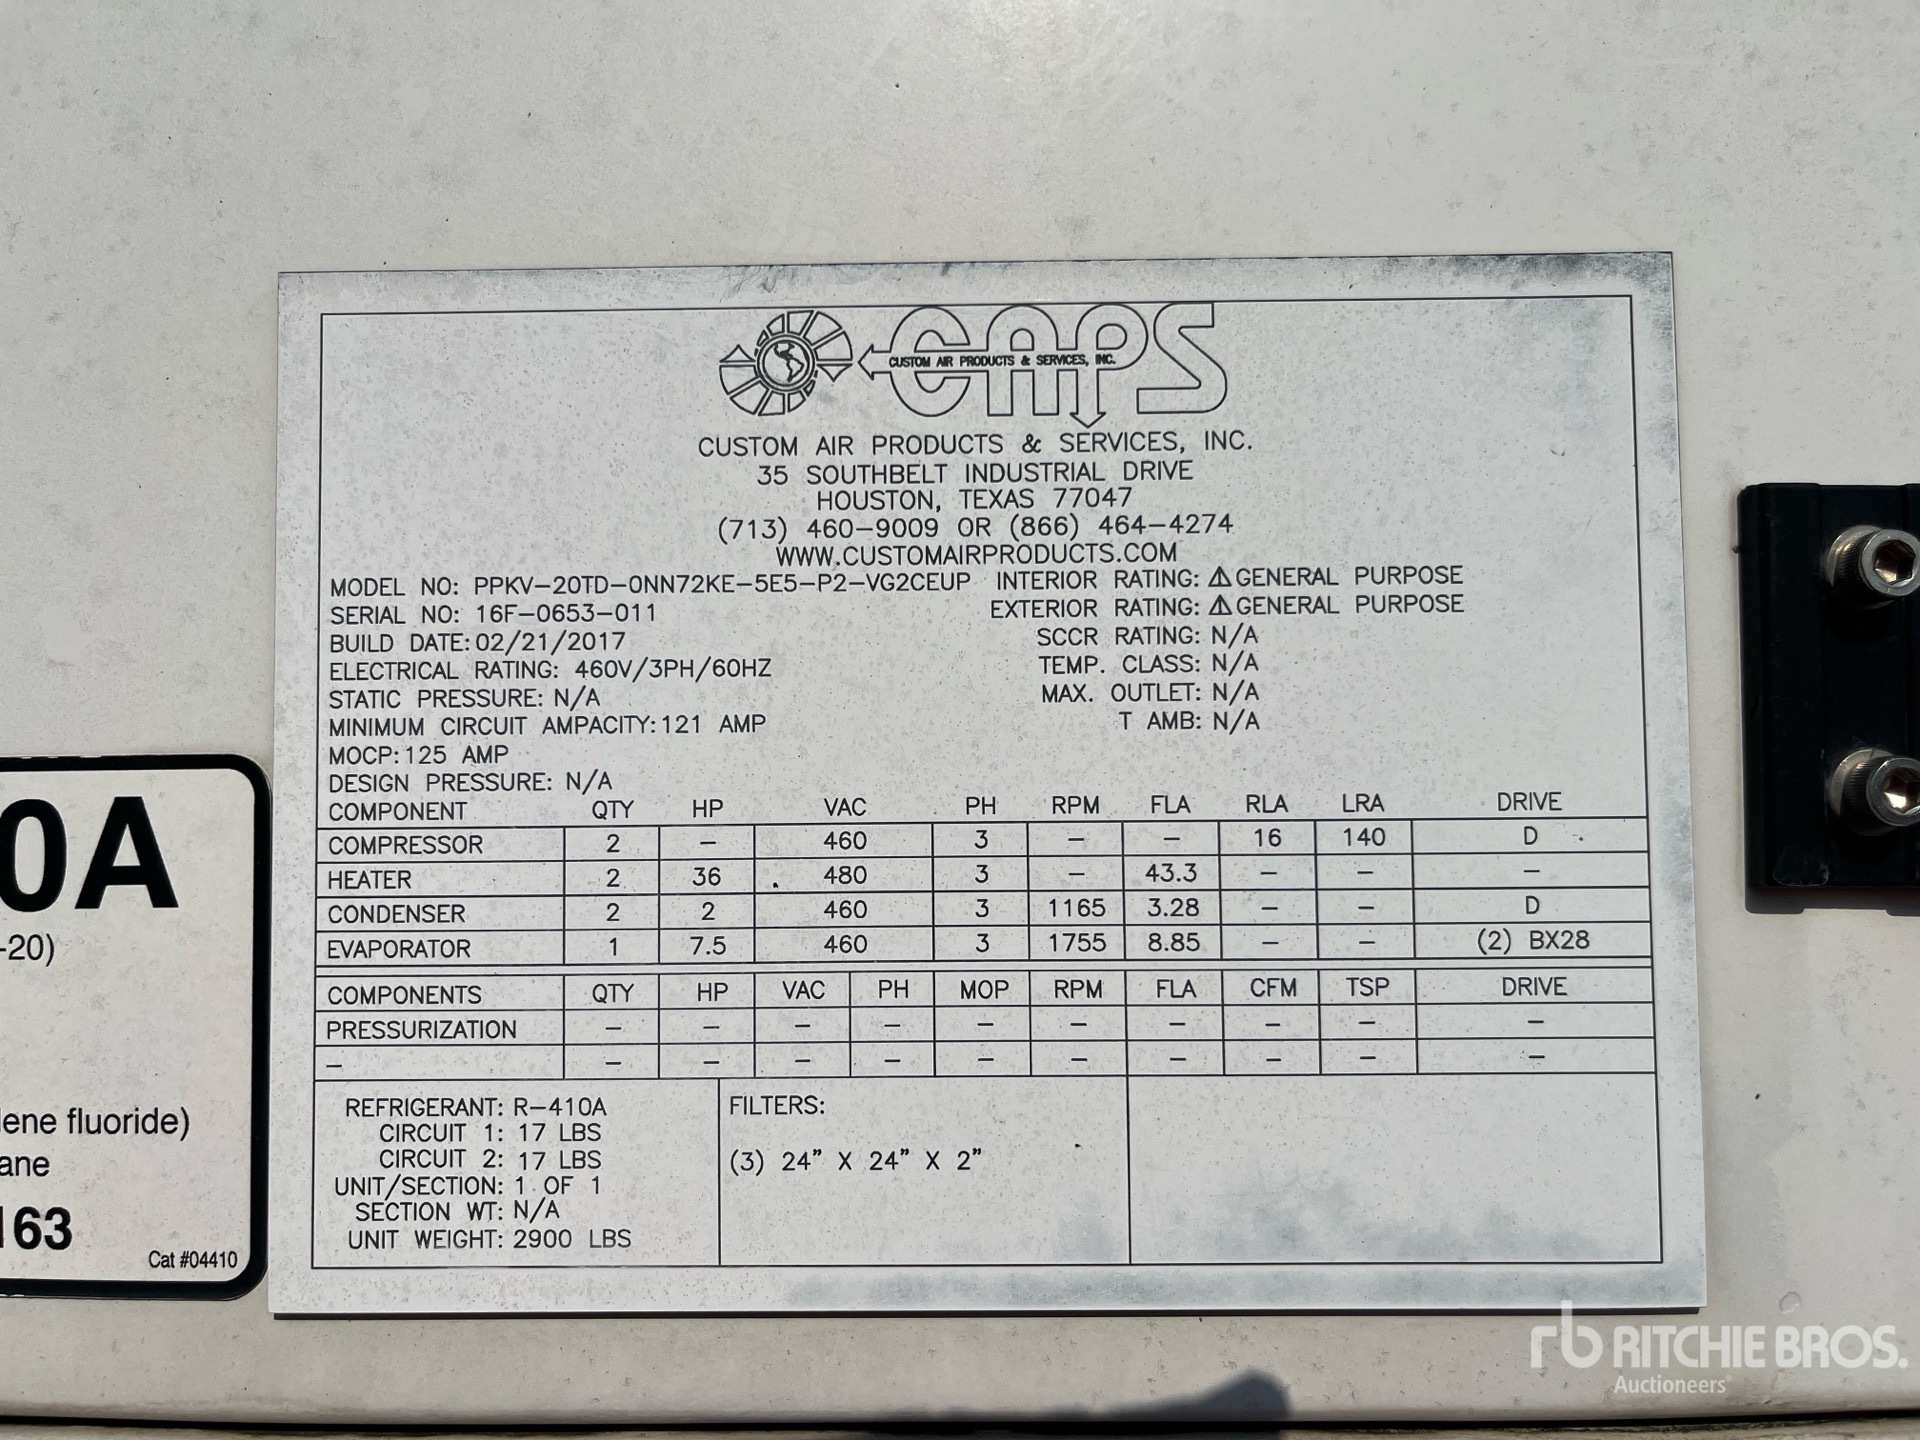 CAPS
CUSTOM AIR PRODUCTS & SERVICES, INC.
CUSTOM AIR PRODUCTS & SERVICES, INC.
35 SOUTHBELT INDUSTRIAL DRIVE
HOUSTON, TEXAS 77047
(713) 460-9009 OR (866) 464-4274
WWW.CUSTOMAIRPRODUCTS.COM
MODEL NO: PPKV-20TD-0NN72KE-5E5-P2-VG2CEUP INTERIOR RATING: ⚠GENERAL PURPOSE
SERIAL NO: 16F-0653-011 EXTERIOR RATING: ⚠GENERAL PURPOSE
BUILD DATE: 02/21/2017 SCCR RATING: N/A
ELECTRICAL RATING: 460V/3PH/60HZ TEMP. CLASS: N/A
STATIC PRESSURE: N/A MAX. OUTLET: N/A
MINIMUM CIRCUIT AMPACITY: 121 AMP T AMB: N/A
MOCP: 125 AMP
DESIGN PRESSURE: N/A
COMPONENT QTY HP VAC PH RPM FLA RLA LRA DRIVE
COMPRESSOR 2 - 460 3 - - 16 140 D
HEATER 2 36 480 3 - 43.3 - - -
CONDENSER 2 2 460 3 1165 3.28 - - D
EVAPORATOR 1 7.5 460 3 1755 8.85 - - (2) BX28
COMPONENTS QTY HP VAC PH MOP RPM FLA CFM TSP DRIVE
PRESSURIZATION - - - - - - - - - -
- - - - - - - - - - -
REFRIGERANT: R-410A
CIRCUIT 1: 17 LBS
CIRCUIT 2: 17 LBS
UNIT/SECTION: 1 OF 1
SECTION WT: N/A
UNIT WEIGHT: 2900 LBS
FILTERS:
(3) 24" X 24" X 2"
0A
-20)
lene fluoride)
ane
163
Cat #04410
rb RITCHIE BROS.
Auctioneers